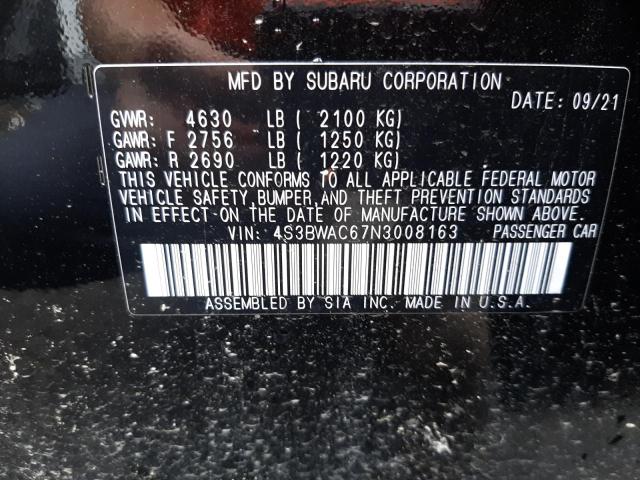 MFD BY SUBARU CORPORATION
DATE: 09/21
GVWR: 4630 LB ( 2100 KG)
GAWR: F 2756 LB ( 1250 KG)
GAWR: R 2690 LB ( 1220 KG)
THIS VEHICLE CONFORMS TO ALL APPLICABLE FEDERAL MOTOR
VEHICLE SAFETY, BUMPER, AND THEFT PREVENTION STANDARDS
IN EFFECT ON THE DATE OF MANUFACTURE SHOWN ABOVE.
VIN: 4S3BWAC67N3008163 PASSENGER CAR
ASSEMBLED BY SIA INC. MADE IN U.S.A.